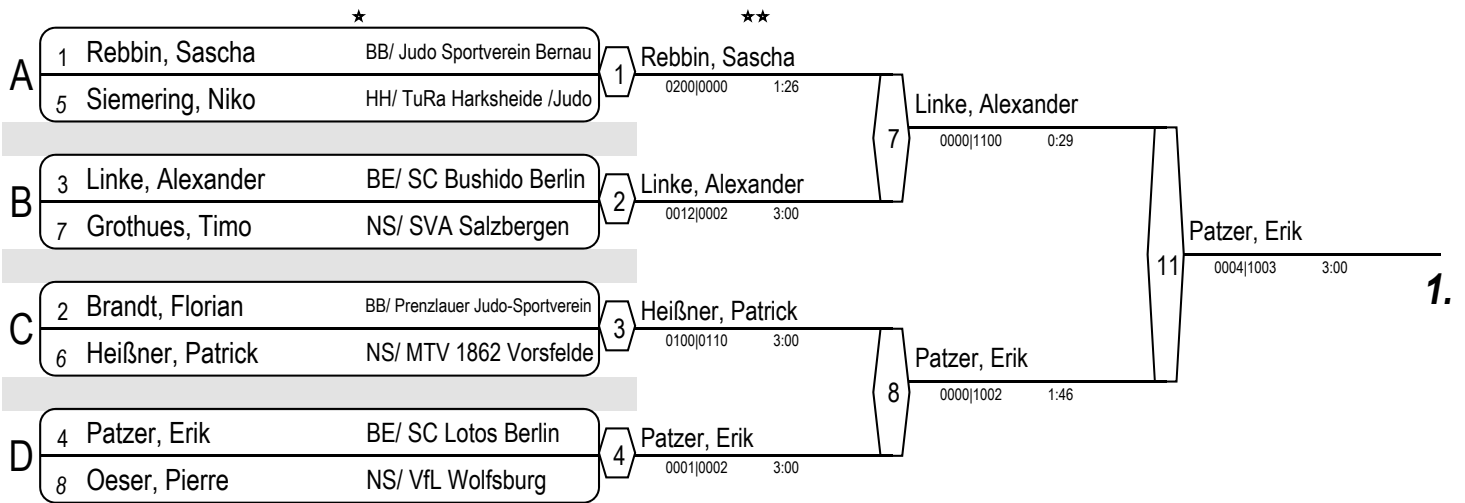 ★ ★★
A
1 Rebbin, Sascha BB/ Judo Sportverein Bernau
5 Siemering, Niko HH/ TuRa Harksheide /Judo
1
Rebbin, Sascha
0200|0000 1:26
B
3 Linke, Alexander BE/ SC Bushido Berlin
7 Grothues, Timo NS/ SVA Salzbergen
2
Linke, Alexander
0012|0002 3:00
7
Linke, Alexander
0000|1100 0:29
C
2 Brandt, Florian BB/ Prenzlauer Judo-Sportverein
6 Heißner, Patrick NS/ MTV 1862 Vorsfelde
3
Heißner, Patrick
0100|0110 3:00
D
4 Patzer, Erik BE/ SC Lotos Berlin
8 Oeser, Pierre NS/ VfL Wolfsburg
4
Patzer, Erik
0001|0002 3:00
8
Patzer, Erik
0000|1002 1:46
11
Patzer, Erik
0004|1003 3:00
1.